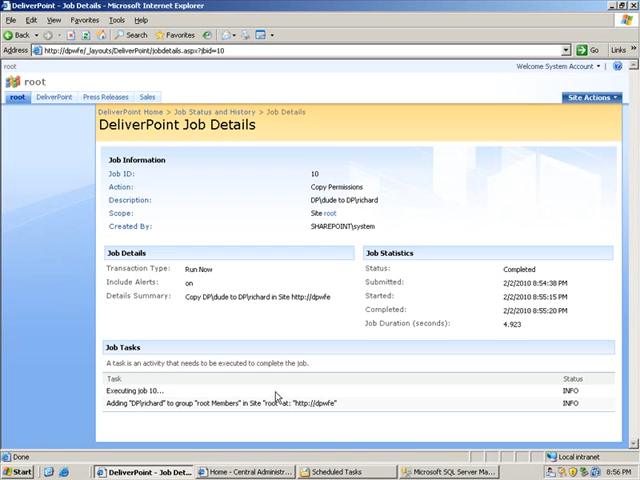 DeliverPoint - Job Details - Microsoft Internet Explorer
File Edit View Favorites Tools Help
Back Search Favorites
Address http://dpwfe/_layouts/DeliverPoint/jobdetails.aspx?jbid=10 Go Links
root Welcome System Account
root
root DeliverPoint Press Releases Sales Site Actions
DeliverPoint Home > Job Status and History > Job Details
DeliverPoint Job Details
Job Information
Job ID: 10
Action: Copy Permissions
Description: DP\dude to DP\richard
Scope: Site root
Created By: SHAREPOINT\system
Job Details
Transaction Type: Run Now
Include Alerts: on
Details Summary: Copy DP\dude to DP\richard in Site http://dpwfe
Job Statistics
Status: Completed
Submitted: 2/2/2010 8:54:38 PM
Started: 2/2/2010 8:55:15 PM
Completed: 2/2/2010 8:55:20 PM
Job Duration (seconds): 4.923
Job Tasks
A task is an activity that needs to be executed to complete the job.
Task Status
Executing job 10... INFO
Adding "DP\richard" to group "root Members" in Site "root" at: "http://dpwfe" INFO
Done Local intranet
Start DeliverPoint - Job Det... Home - Central Administr... Scheduled Tasks Microsoft SQL Server Ma... 8:56 PM